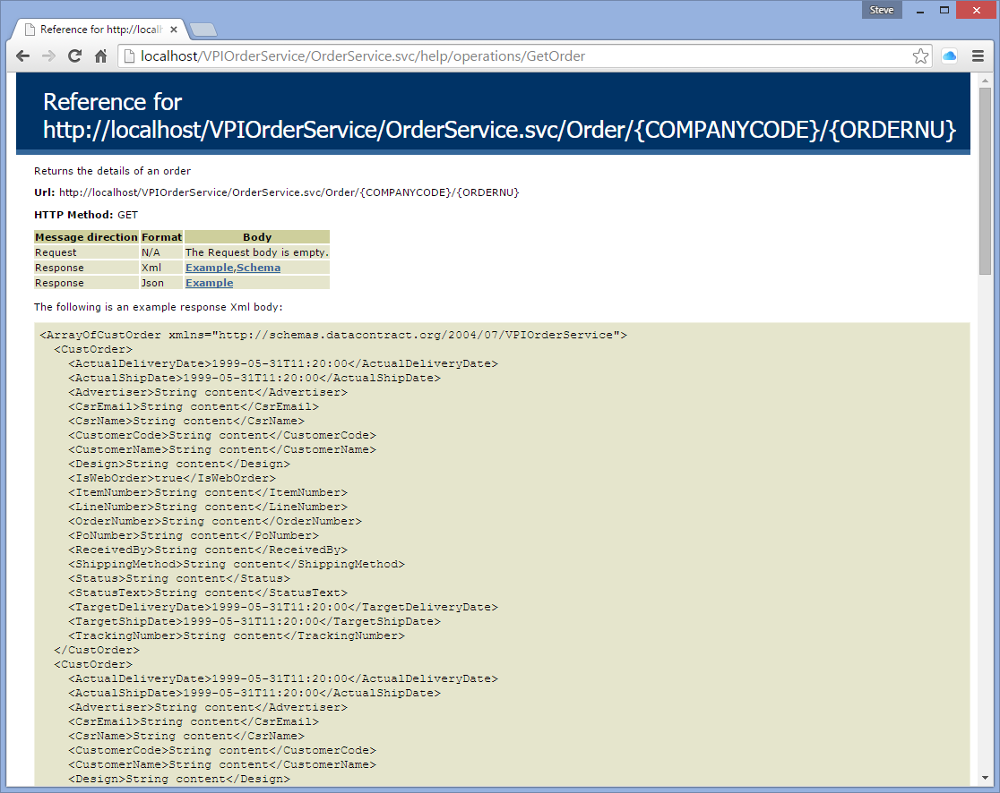 Steve
Reference for http://local
localhost/VPIOrderService/OrderService.svc/help/operations/GetOrder
Reference for
http://localhost/VPIOrderService/OrderService.svc/Order/{COMPANYCODE}/{ORDERNU}
Returns the details of an order
Url: http://localhost/VPIOrderService/OrderService.svc/Order/{COMPANYCODE}/{ORDERNU}
HTTP Method: GET
Message direction Format Body
Request N/A The Request body is empty.
Response Xml Example,Schema
Response Json Example
The following is an example response Xml body:
<ArrayOfCustOrder xmlns="http://schemas.datacontract.org/2004/07/VPIOrderService">
<CustOrder>
<ActualDeliveryDate>1999-05-31T11:20:00</ActualDeliveryDate>
<ActualShipDate>1999-05-31T11:20:00</ActualShipDate>
<Advertiser>String content</Advertiser>
<CsrEmail>String content</CsrEmail>
<CsrName>String content</CsrName>
<CustomerCode>String content</CustomerCode>
<CustomerName>String content</CustomerName>
<Design>String content</Design>
<IsWebOrder>true</IsWebOrder>
<ItemNumber>String content</ItemNumber>
<LineNumber>String content</LineNumber>
<OrderNumber>String content</OrderNumber>
<PoNumber>String content</PoNumber>
<ReceivedBy>String content</ReceivedBy>
<ShippingMethod>String content</ShippingMethod>
<Status>String content</Status>
<StatusText>String content</StatusText>
<TargetDeliveryDate>1999-05-31T11:20:00</TargetDeliveryDate>
<TargetShipDate>1999-05-31T11:20:00</TargetShipDate>
<TrackingNumber>String content</TrackingNumber>
</CustOrder>
<CustOrder>
<ActualDeliveryDate>1999-05-31T11:20:00</ActualDeliveryDate>
<ActualShipDate>1999-05-31T11:20:00</ActualShipDate>
<Advertiser>String content</Advertiser>
<CsrEmail>String content</CsrEmail>
<CsrName>String content</CsrName>
<CustomerCode>String content</CustomerCode>
<CustomerName>String content</CustomerName>
<Design>String content</Design>